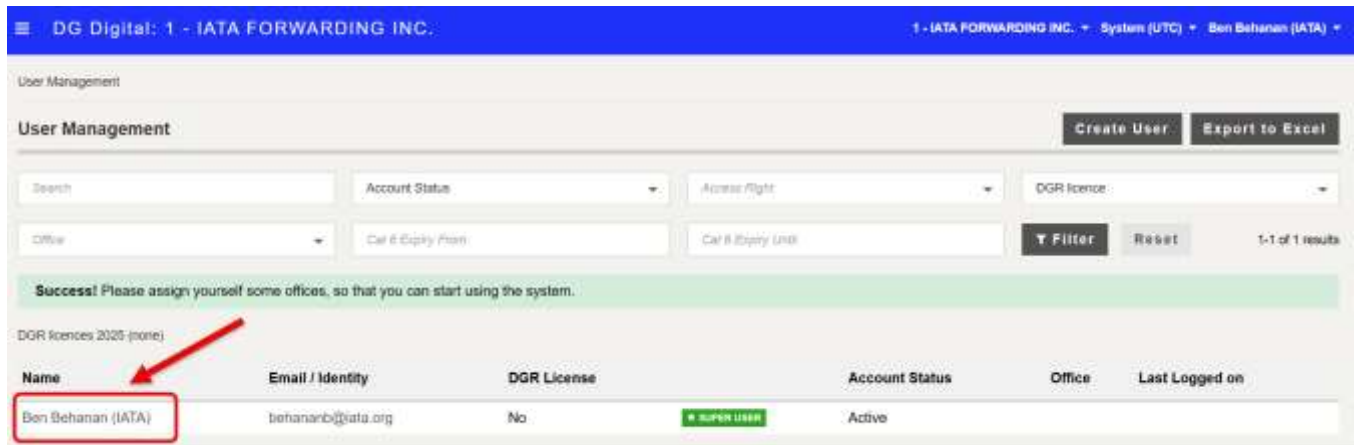 DG Digital: 1 - IATA FORWARDING INC.
1 - IATA FORWARDING INC. System (UTC) Ben Behanan (IATA)
User Management
User Management
Create User Export to Excel
Search Account Status Access Right DGR licence
Office Cat 6 Expiry From Cat 6 Expiry Until Filter Reset 1-1 of 1 results
Success! Please assign yourself some offices, so that you can start using the system.
DGR licences 2025 (none)
Name Email / Identity DGR License Account Status Office Last Logged on
Ben Behanan (IATA) behananb@iata.org No SUPER USER Active